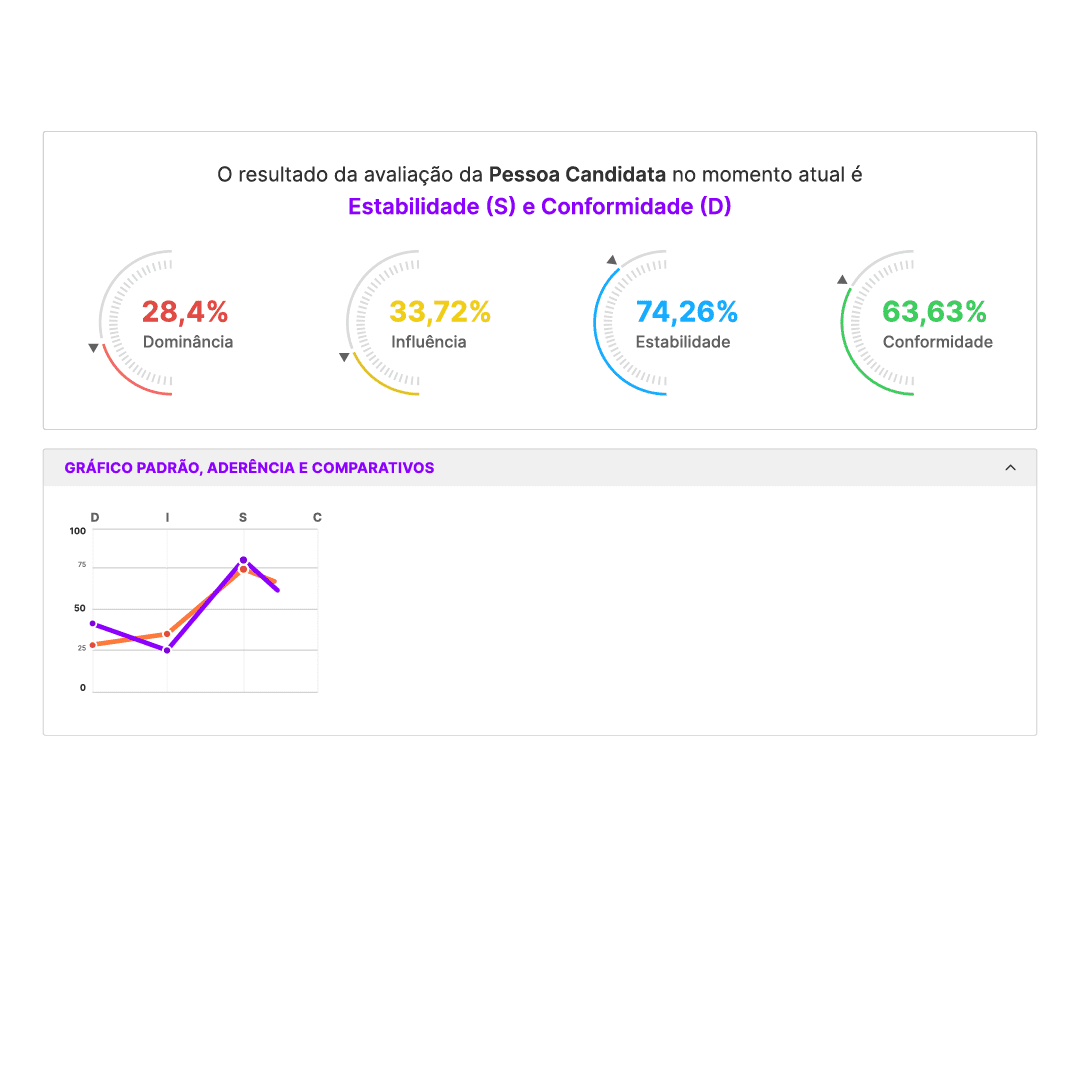 O resultado da avaliação da Pessoa Candidata no momento atual é
Estabilidade (S) e Conformidade (D)
28,4%
Dominância
33,72%
Influência
74,26%
Estabilidade
63,63%
Conformidade
GRÁFICO PADRÃO, ADERÊNCIA E COMPARATIVOS
D I S C
100
75
50
25
0